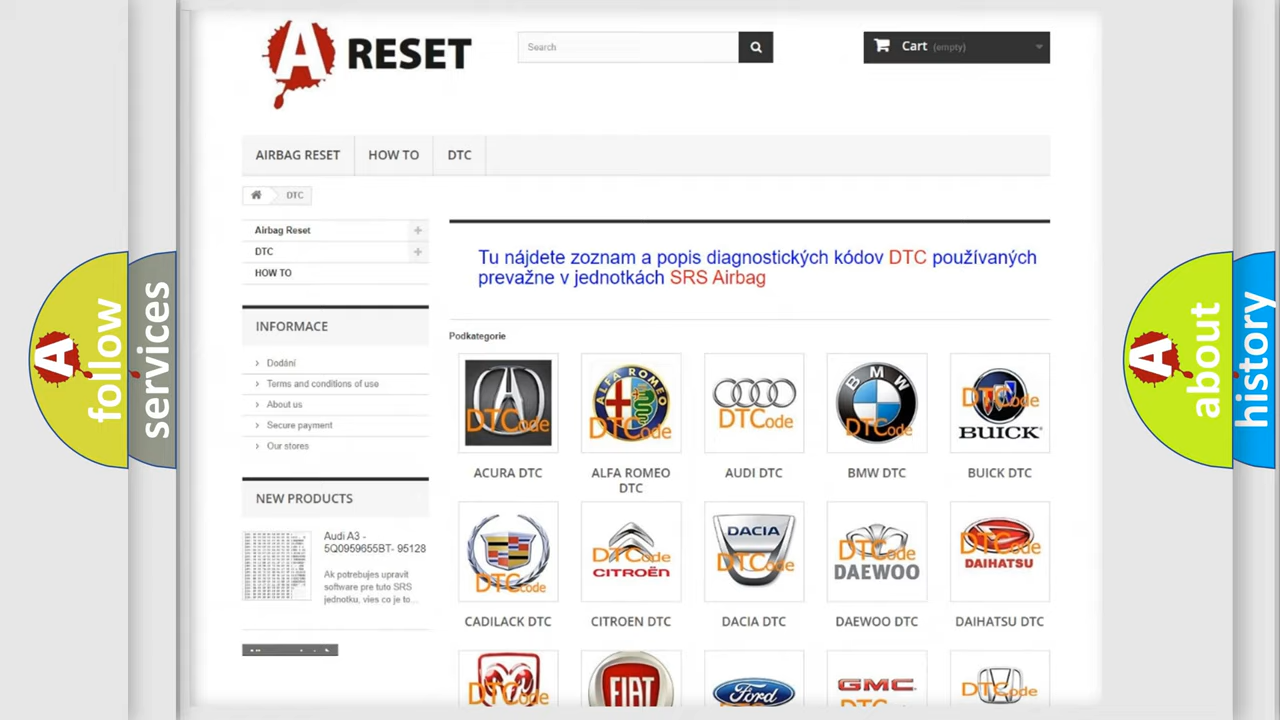 A RESET
Search
Cart (empty)
AIRBAG RESET
HOW TO
DTC
DTC
Airbag Reset
DTC
HOW TO
Tu nájdete zoznam a popis diagnostických kódov DTC používaných
prevažne v jednotkách SRS Airbag
INFORMACE
Dodání
Terms and conditions of use
About us
Secure payment
Our stores
NEW PRODUCTS
Audi A3 -
5Q0959655BT- 95128
Ak potrebujes upravit
software pre tuto SRS
jednotku, vies co je to...
Podkategorie
DTCode
ALFA ROMEO
DTCode
DTCode
BMW
DTCode
DTCode
BUICK
ACURA DTC
ALFA ROMEO
DTC
AUDI DTC
BMW DTC
BUICK DTC
DTCode
DTCode
CITROËN
DACIA
DTCode
DTCode
DAEWOO
DTCode
DAIHATSU
CADILACK DTC
CITROEN DTC
DACIA DTC
DAEWOO DTC
DAIHATSU DTC
DTCode
FIAT
Ford
GMC
DTCode
A
follow
services
A
about
history